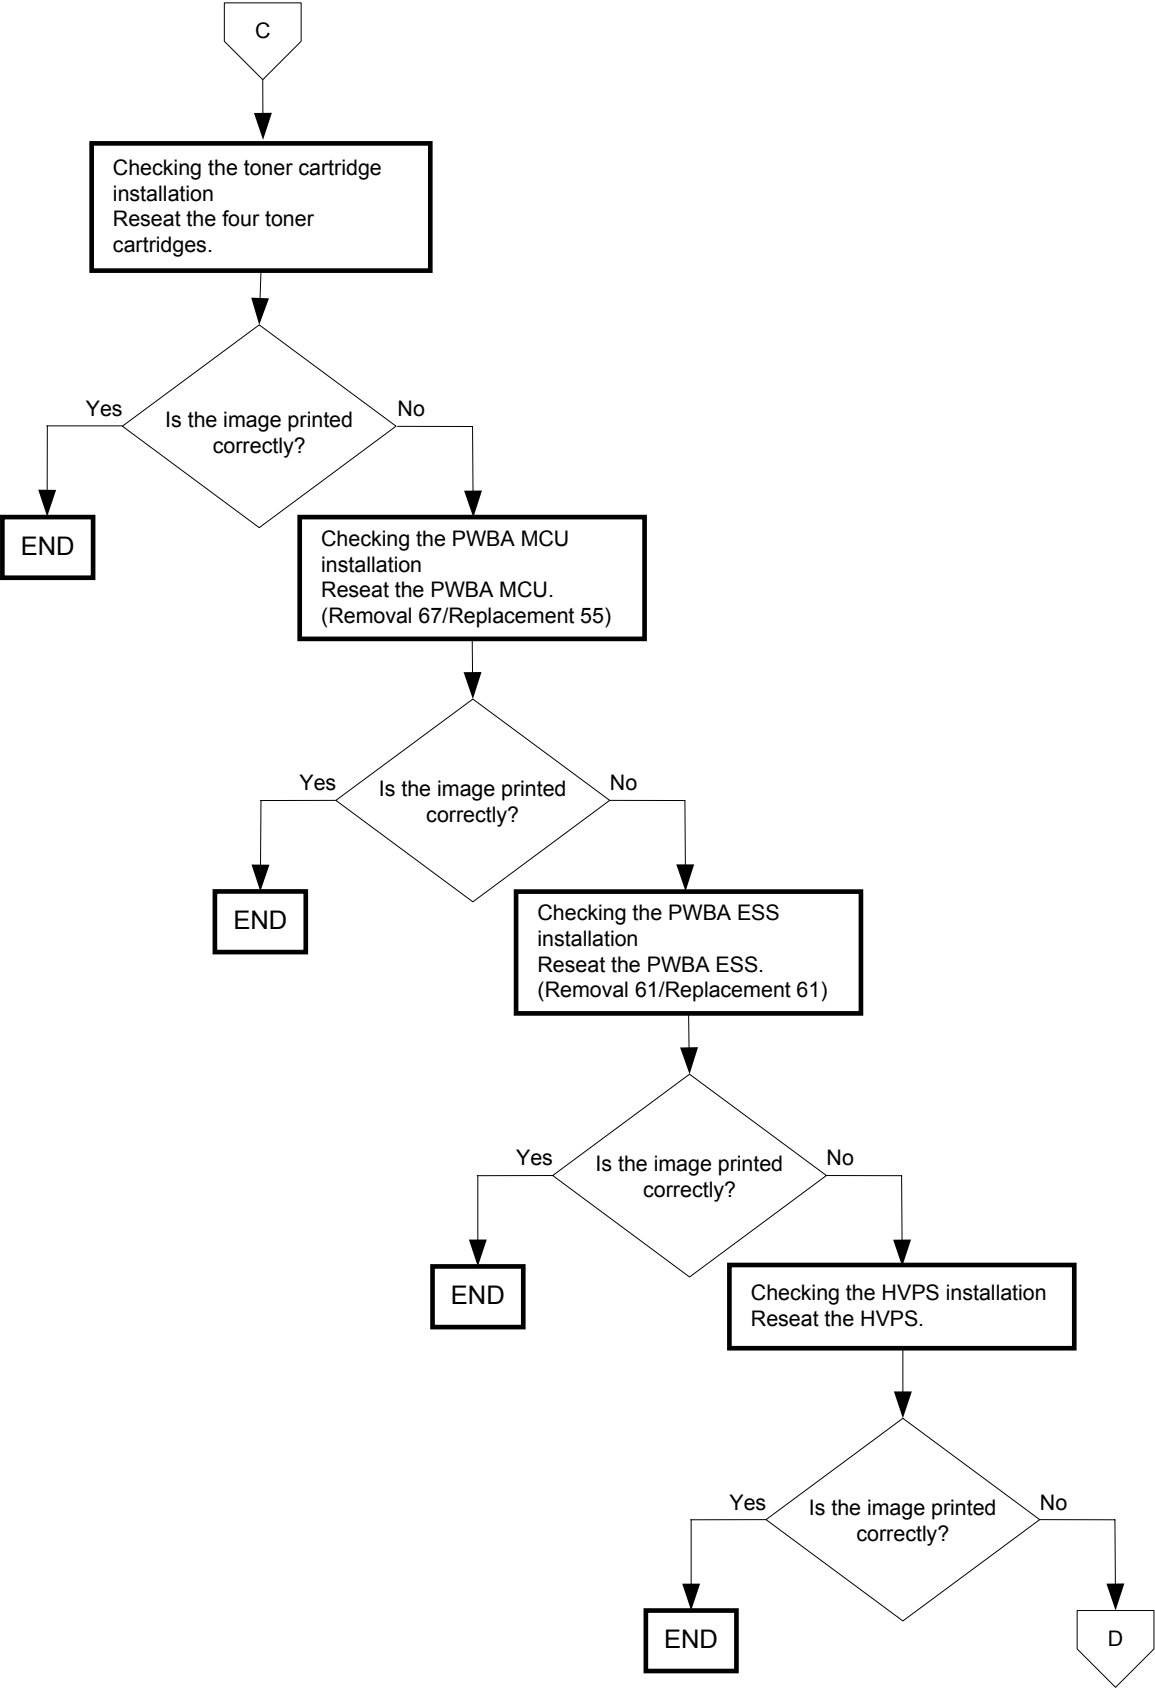 C
Checking the toner cartridge
installation
Reseat the four toner
cartridges.
Yes
No
Is the image printed
correctly?
END
Checking the PWBA MCU
installation
Reseat the PWBA MCU.
(Removal 67/Replacement 55)
Yes
No
Is the image printed
correctly?
END
Checking the PWBA ESS
installation
Reseat the PWBA ESS.
(Removal 61/Replacement 61)
Yes
No
Is the image printed
correctly?
END
Checking the HVPS installation
Reseat the HVPS.
Yes
No
Is the image printed
correctly?
END
D